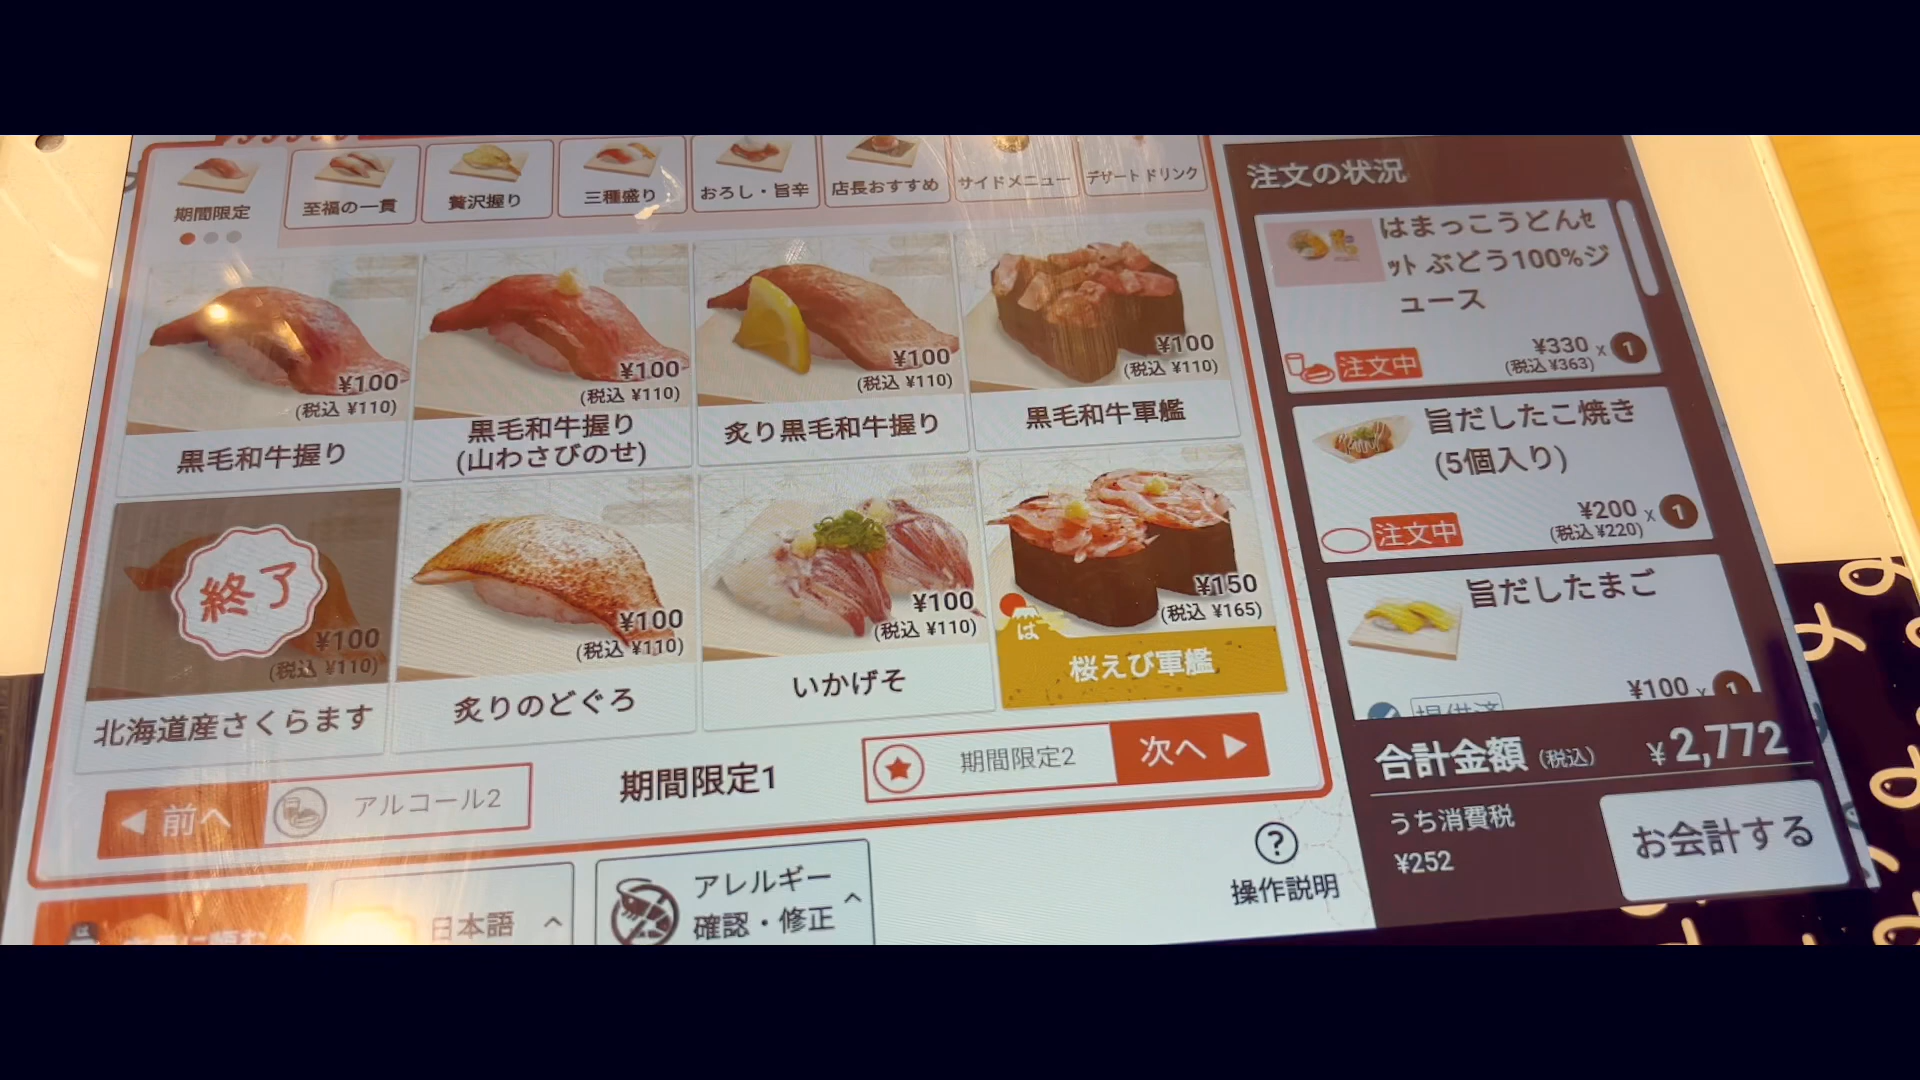 期間限定
至福の一貫
贅沢握り
三種盛り
おろし・旨辛
店長おすすめ
サイドメニュー
デザートドリンク
¥100
(税込 ¥110)
黒毛和牛握り
¥100
(税込 ¥110)
黒毛和牛握り
(山わさびのせ)
¥100
(税込 ¥110)
炙り黒毛和牛握り
¥100
(税込 ¥110)
黒毛和牛軍艦
終了
¥100
(税込 ¥110)
北海道産さくらます
¥100
(税込 ¥110)
炙りのどぐろ
¥100
(税込 ¥110)
いかげそ
は
¥150
(税込 ¥165)
桜えび軍艦
前へ
アルコール2
期間限定1
期間限定2
次へ
日本語
アレルギー
確認・修正
?
操作説明
注文の状況
はまっこうどんセ
ット ぶどう100%ジ
ュース
注文中
¥330 x 1
(税込 ¥363)
旨だしたこ焼き
(5個入り)
注文中
¥200 x 1
(税込 ¥220)
旨だしたまご
¥100 x 1
提供済
合計金額 (税込) ¥2,772
うち消費税
¥252
お会計する